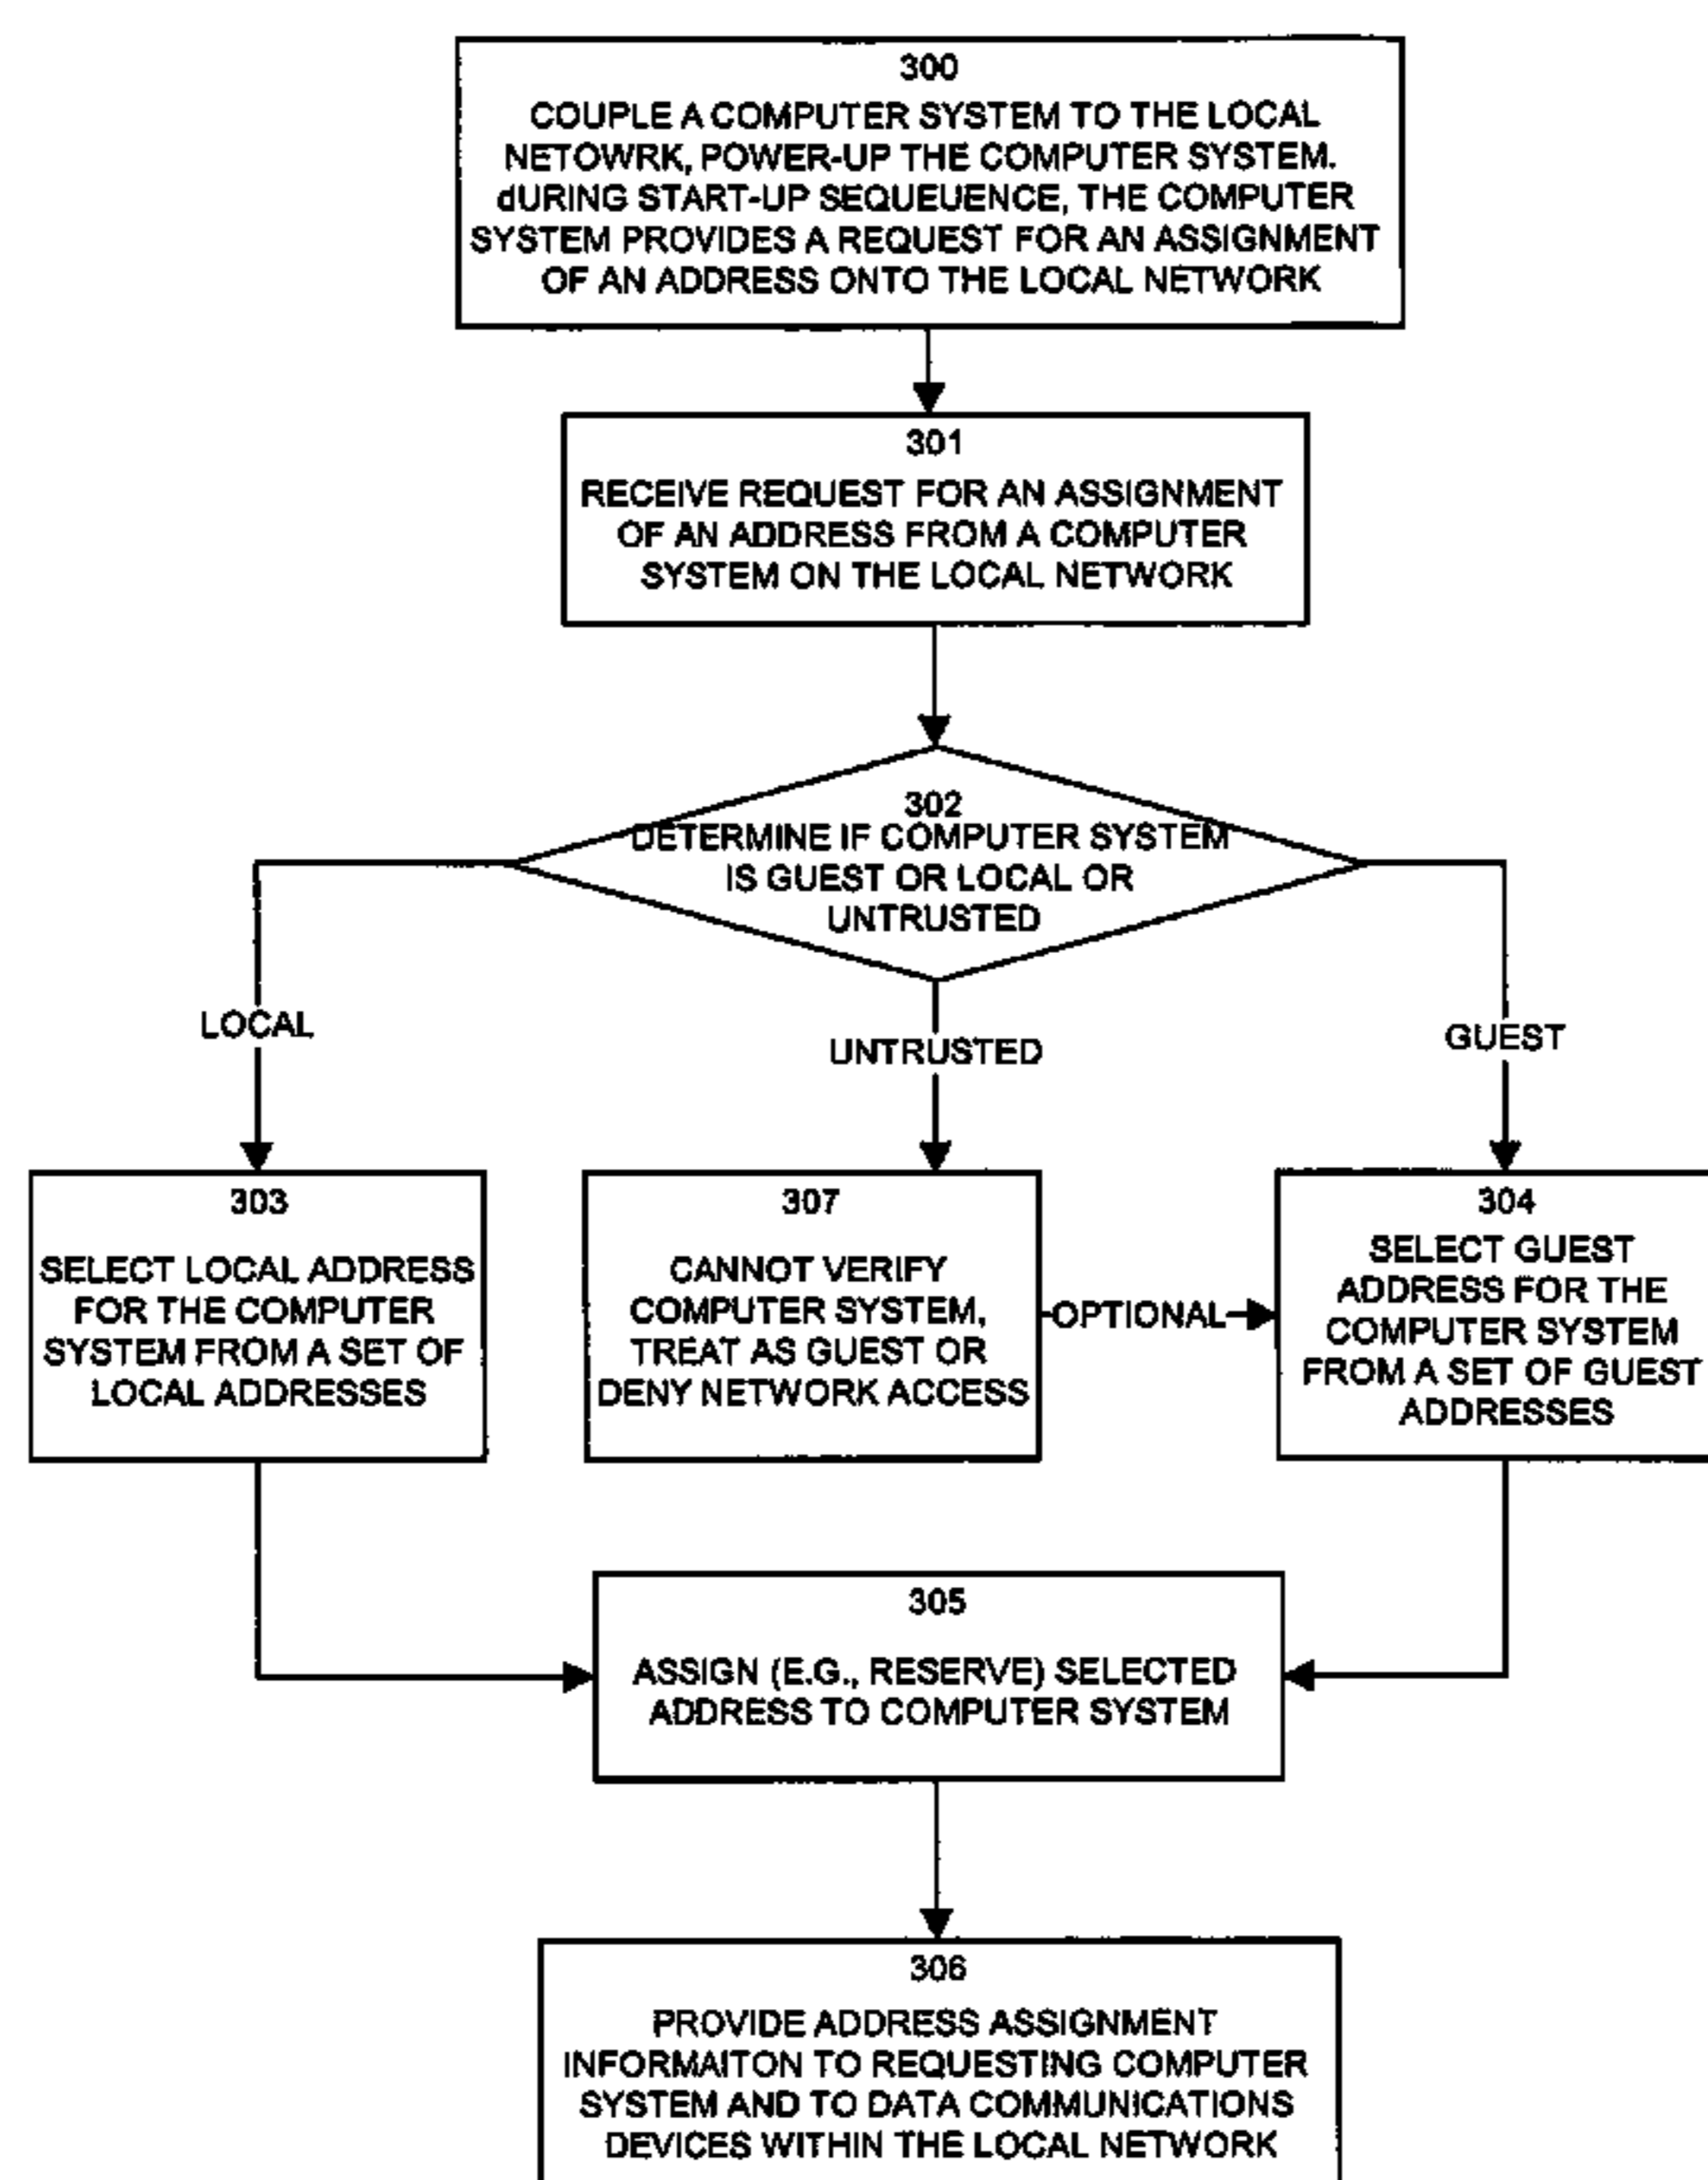 300
COUPLE A COMPUTER SYSTEM TO THE LOCAL
NETOWRK, POWER-UP THE COMPUTER SYSTEM.
dURING START-UP SEQUEUENCE, THE COMPUTER
SYSTEM PROVIDES A REQUEST FOR AN ASSIGNMENT
OF AN ADDRESS ONTO THE LOCAL NETWORK
301
RECEIVE REQUEST FOR AN ASSIGNMENT
OF AN ADDRESS FROM A COMPUTER
SYSTEM ON THE LOCAL NETWORK
302
DETERMINE IF COMPUTER SYSTEM
IS GUEST OR LOCAL OR
UNTRUSTED
LOCAL
UNTRUSTED
GUEST
303
SELECT LOCAL ADDRESS
FOR THE COMPUTER
SYSTEM FROM A SET OF
LOCAL ADDRESSES
307
CANNOT VERIFY
COMPUTER SYSTEM,
TREAT AS GUEST OR
DENY NETWORK ACCESS
OPTIONAL
304
SELECT GUEST
ADDRESS FOR THE
COMPUTER SYSTEM
FROM A SET OF GUEST
ADDRESSES
305
ASSIGN (E.G., RESERVE) SELECTED
ADDRESS TO COMPUTER SYSTEM
306
PROVIDE ADDRESS ASSIGNMENT
INFORMAITON TO REQUESTING COMPUTER
SYSTEM AND TO DATA COMMUNICATIONS
DEVICES WITHIN THE LOCAL NETWORK